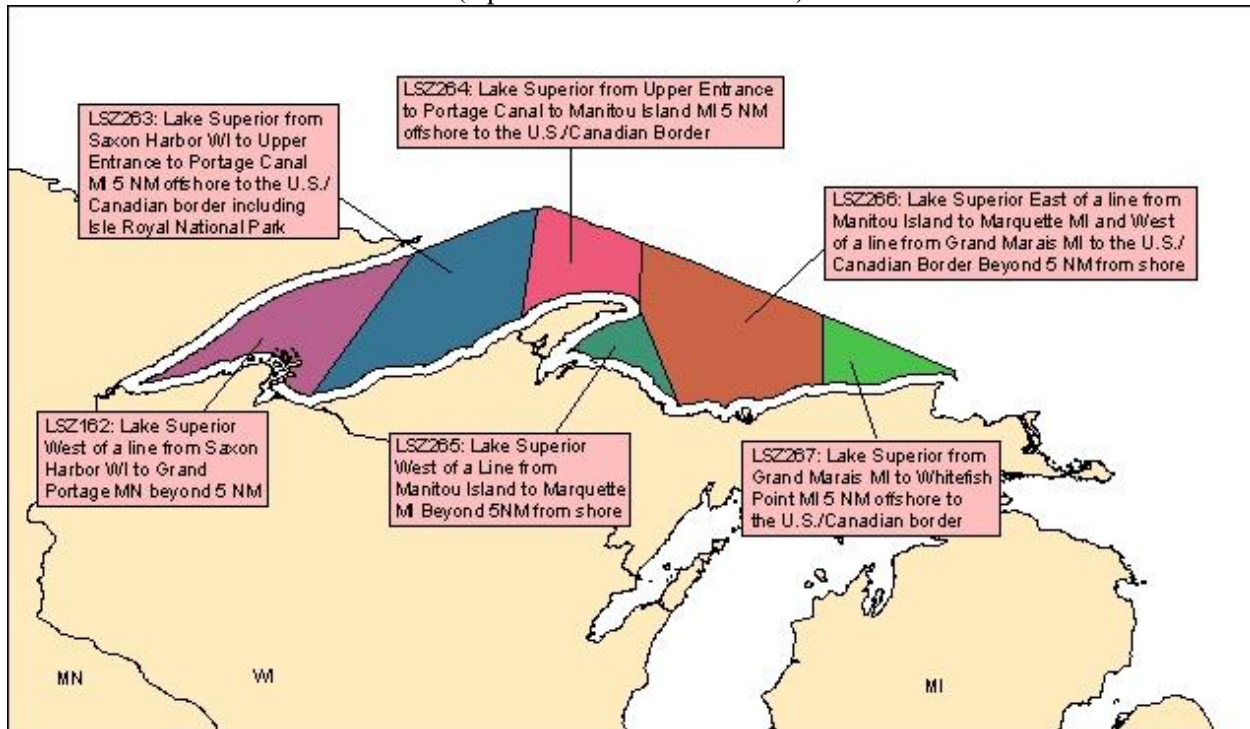 LSZ264: Lake Superior from Upper Entrance
to Portage Canal to Manitou Island MI 5 NM
offshore to the U.S./Canadian Border
LSZ263: Lake Superior from
Saxon Harbor WI to Upper
Entrance to Portage Canal
MI 5 NM offshore to the U.S./
Canadian border including
Isle Royal National Park
LSZ266: Lake Superior East of a line from
Manitou Island to Marquette MI and West
of a line from Grand Marais MI to the U.S./
Canadian Border Beyond 5 NM from shore
LSZ162: Lake Superior
West of a line from Saxon
Harbor WI to Grand
Portage MN beyond 5 NM
LSZ265: Lake Superior
West of a Line from
Manitou Island to Marquette
MI Beyond 5NM from shore
LSZ267: Lake Superior from
Grand Marais MI to Whitefish
Point MI 5 NM offshore to
the U.S./Canadian border
MN
WI
MI